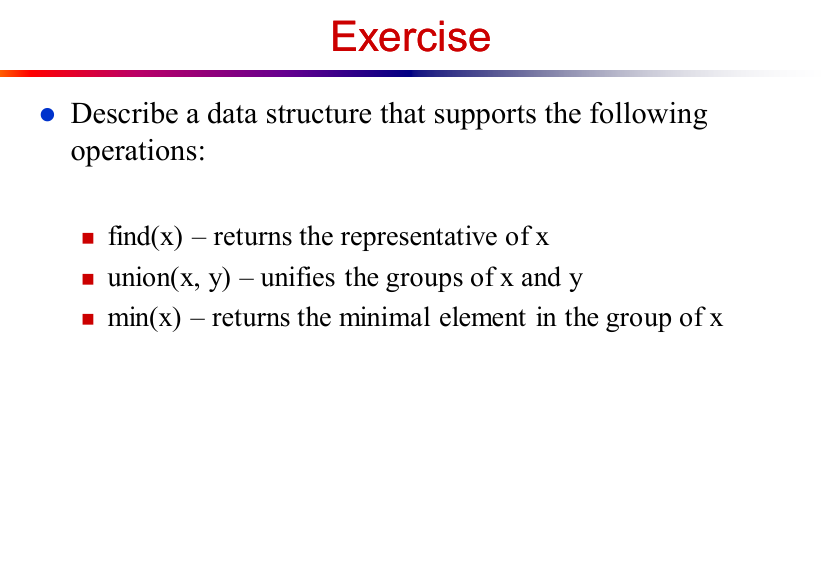 Exercise
Describe a data structure that supports the following
operations:
find(x) – returns the representative of x
union(x, y) – unifies the groups of x and y
min(x) – returns the minimal element in the group of x